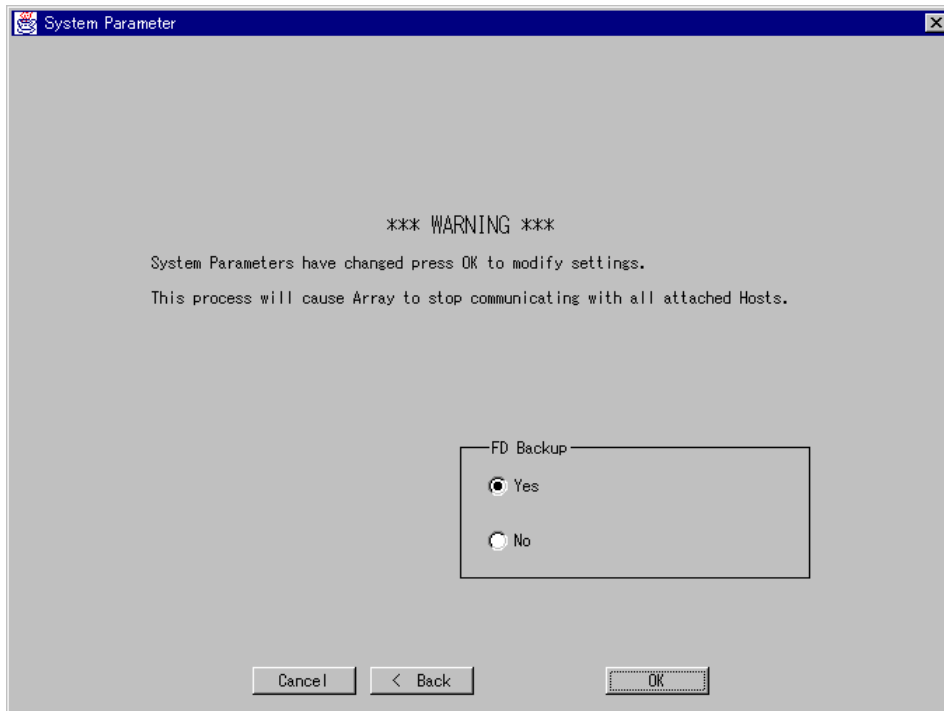 System Parameter
*** WARNING ***
System Parameters have changed press OK to modify settings.
This process will cause Array to stop communicating with all attached Hosts.
FD Backup
Yes
No
Cancel
< Back
OK